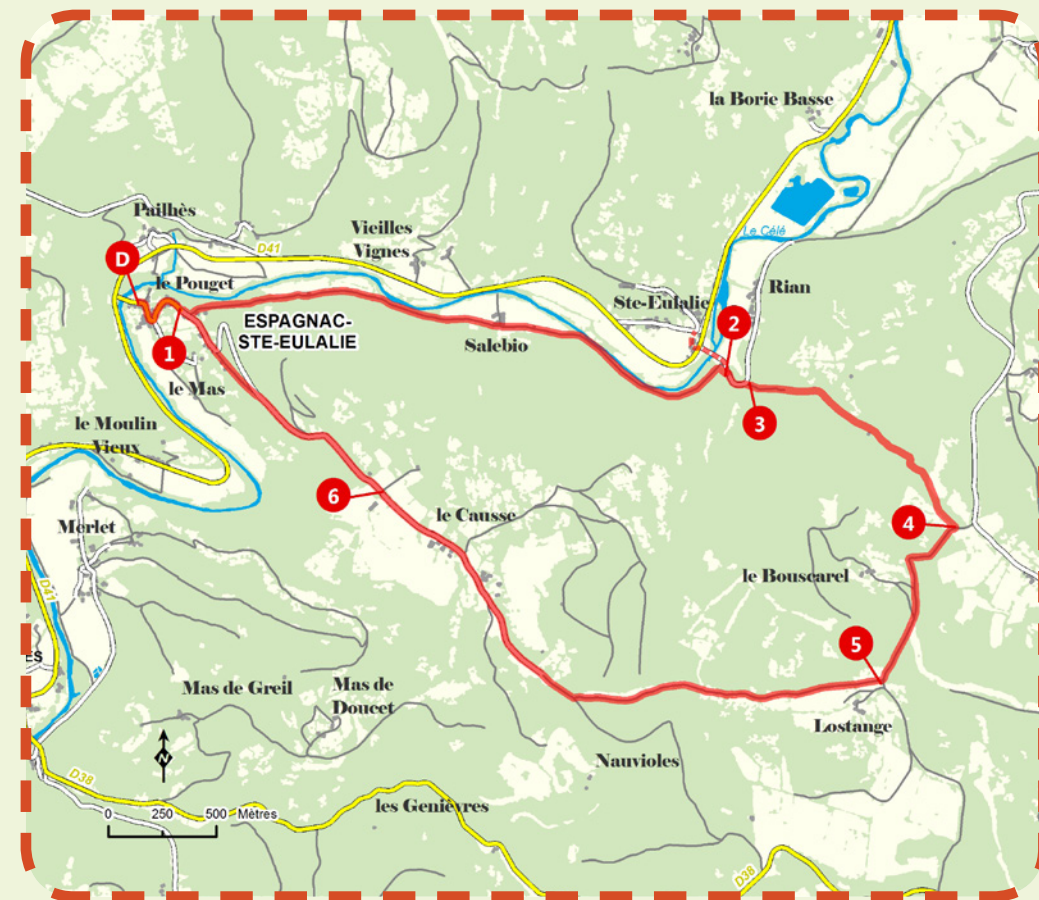 la Borie Basse
Pailhès
Vieilles
Vignes
Le Célé
D41
D
le Pouget
Rian
Ste-Eulalie
ESPAGNAC-
STE-EULALIE
2
1
Salebio
le Mas
3
le Moulin
Vieux
6
le Causse
4
Merlet
le Bouscarel
D41
5
ES
Mas de Greil
Mas de
Doucet
Lostange
N
Nauvioles
D38
les Genièvres
0 250 500 Mètres
D38